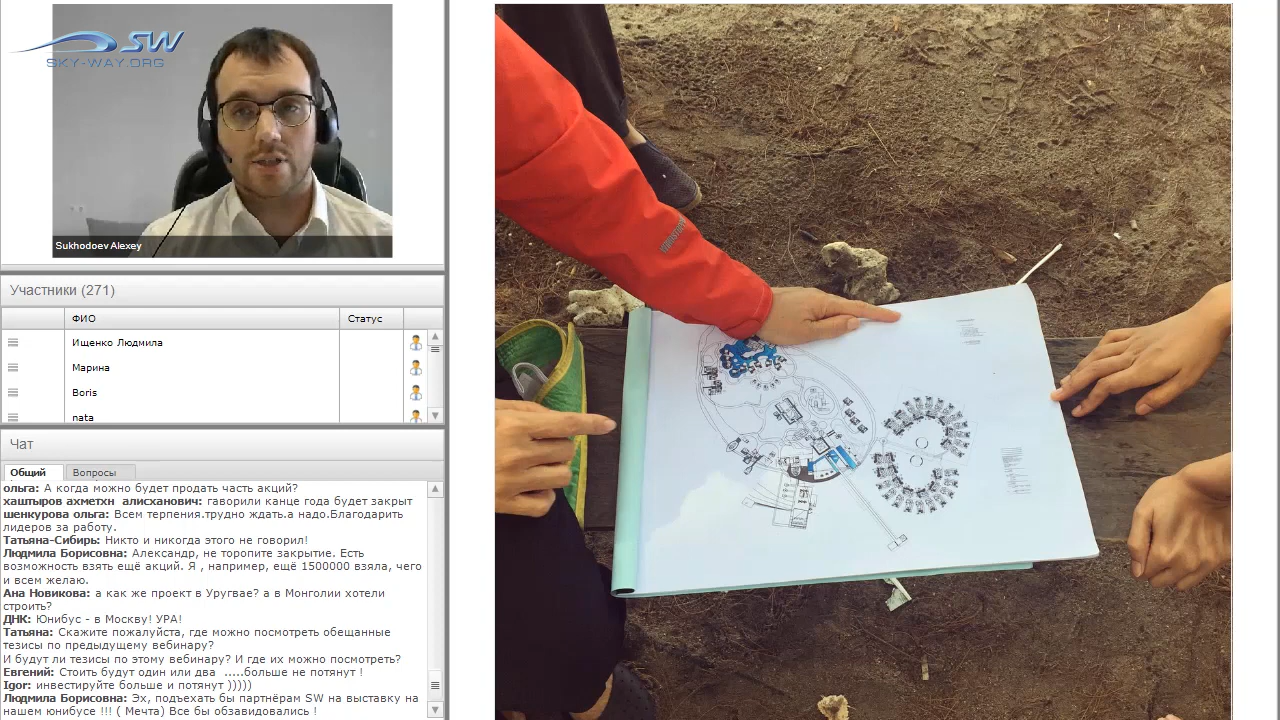 SW
SKY-WAY.ORG
Sukhodoev Alexey
Участники (271)
ФИО
Статус
Ищенко Людмила
Марина
Boris
nata
Чат
Общий
Вопросы
ольга: А когда можно будет продать часть акций?
хаштыров ахметхн алисханович: гаворили канце года будет закрыт
шенкурова ольга: Всем терпения.трудно ждать.а надо.Благодарить
лидеров за работу.
Татьяна-Сибирь: Никто и никогда этого не говорил!
Людмила Борисовна: Александр, не торопите закрытие. Есть
возможность взять ещё акций. Я , например, ещё 1500000 взяла, чего
и всем желаю.
Ана Новикова: а как же проект в Уругвае? а в Монголии хотели
строить?
ДНК: Юнибус - в Москву! УРА!
Татьяна: Скажите пожалуйста, где можно посмотреть обещанные
тезисы по предыдущему вебинару?
И будут ли тезисы по этому вебинару? И где их можно посмотреть?
Евгений: Стоить будут один или два .....больше не потянут !
Igor: инвестируйте больше и потянут )))))
Людмила Борисовна: Эх, подъехать бы партнёрам SW на выставку на
нашем юнибусе !!! ( Мечта) Все бы обзавидовались !